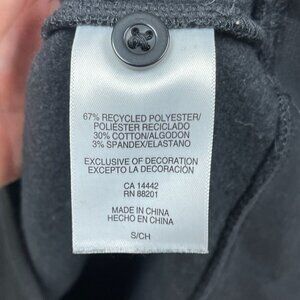 67% RECYCLED POLYESTER/
POLIÉSTER RECICLADO
30% COTTON/ALGODON
3% SPANDEX/ELASTANO
EXCLUSIVE OF DECORATION
EXCEPTO LA DECORACIÓN
CA 14442
RN 88201
MADE IN CHINA
HECHO EN CHINA
S/CH